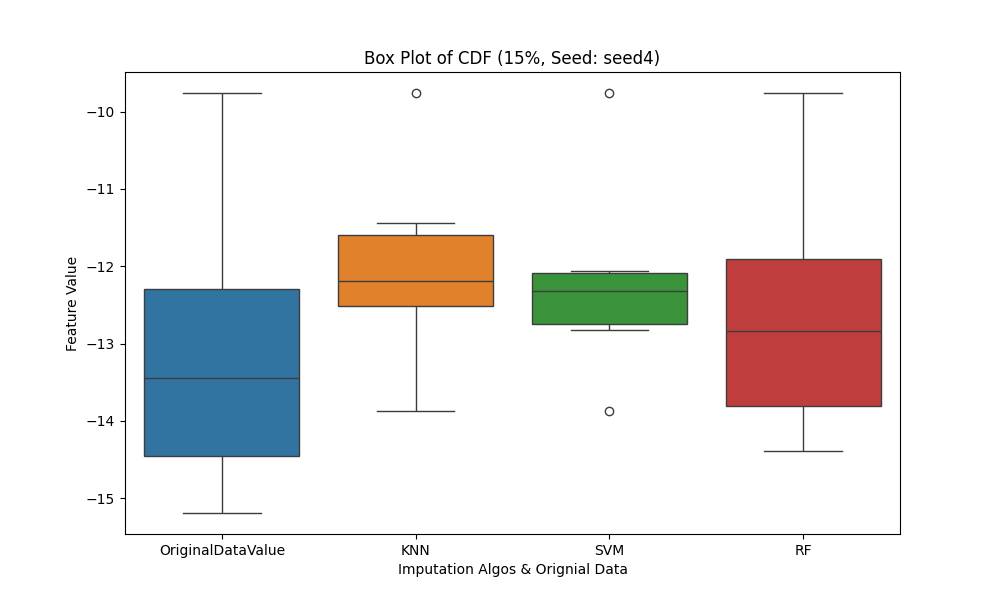 Box Plot of CDF (15%, Seed: seed4)
−10
−11
−12
−13
−14
−15
Feature Value
OriginalDataValue KNN SVM RF
Imputation Algos & Orignial Data